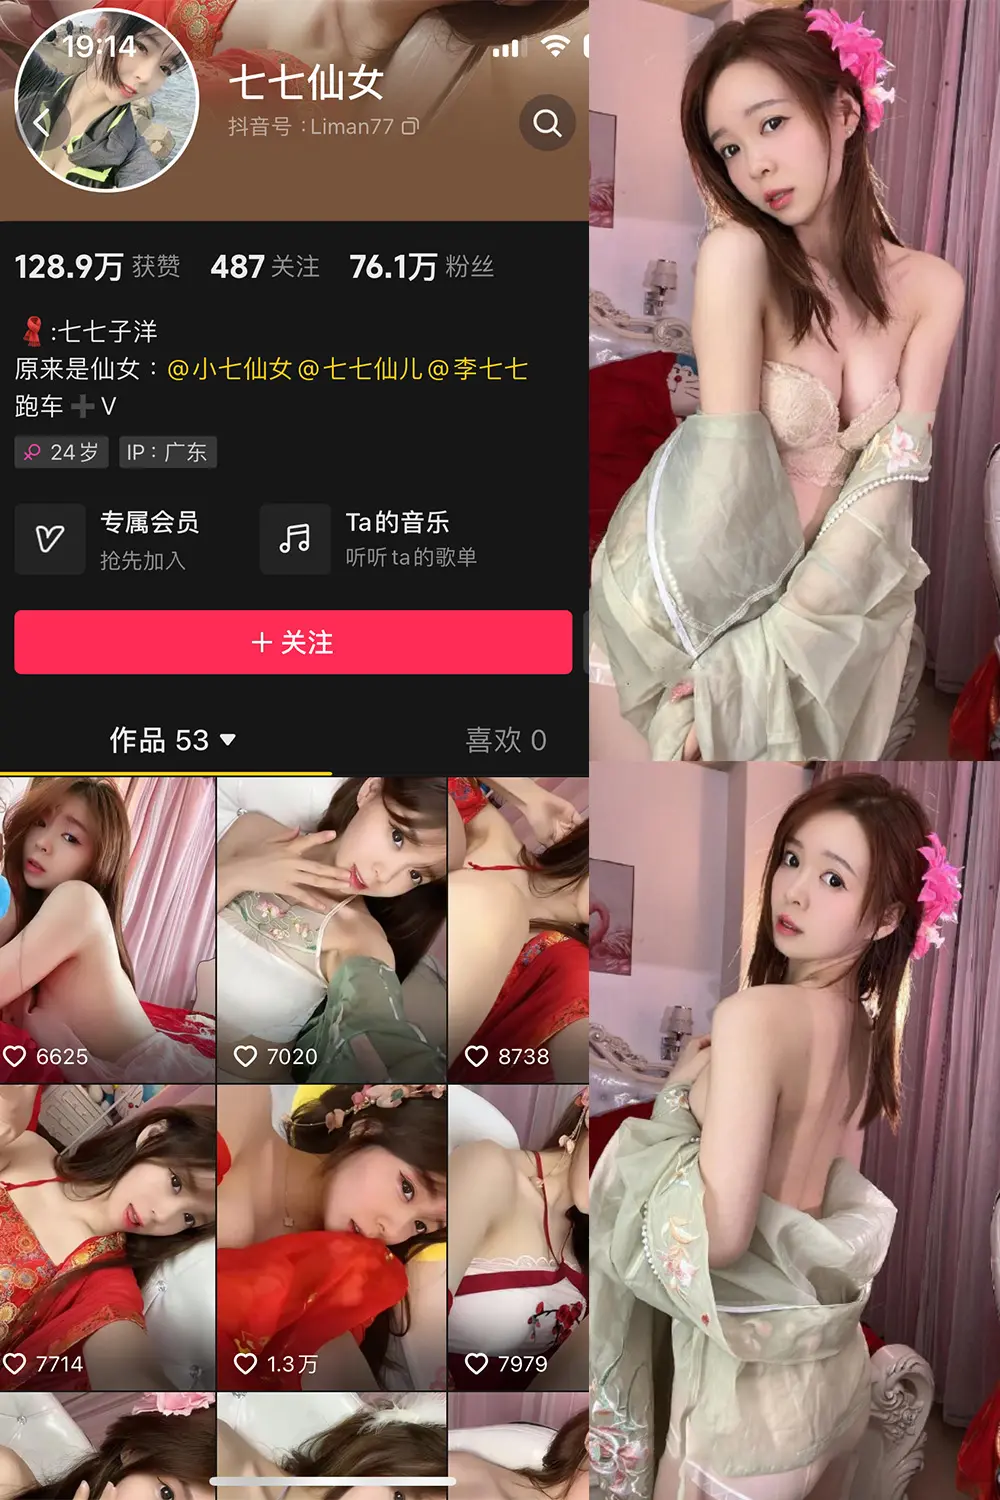 19:14
七七仙女
抖音号：Liman77
128.9万 获赞 487 关注 76.1万 粉丝
:七七子洋
原来是仙女：@小七仙女@七七仙儿@李七七
跑车➕V
24岁 IP：广东
专属会员 Ta的音乐
抢先加入 听听ta的歌单
＋关注
作品 53 喜欢 0
6625 7020 8738
7714 1.3万 7979